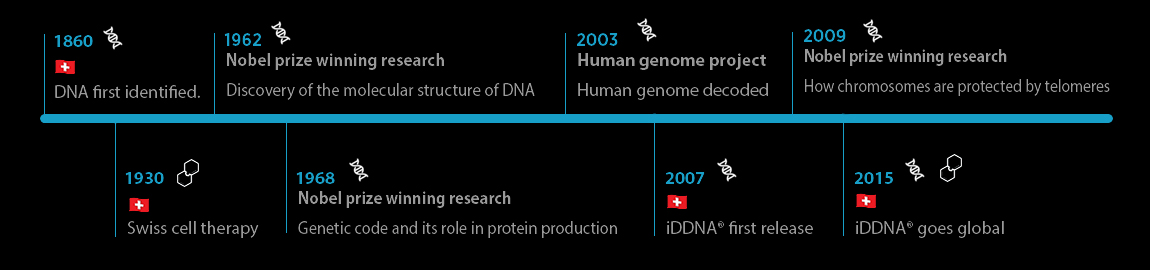 1860
DNA first identified.
1962
Nobel prize winning research
Discovery of the molecular structure of DNA
2003
Human genome project
Human genome decoded
2009
Nobel prize winning research
How chromosomes are protected by telomeres
1930
Swiss cell therapy
1968
Nobel prize winning research
Genetic code and its role in protein production
2007
iDDNA® first release
2015
iDDNA® goes global